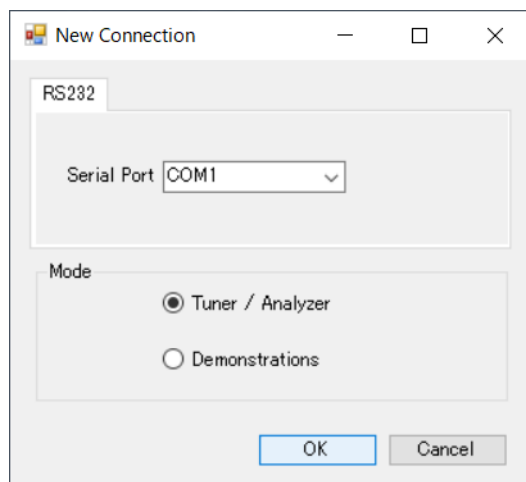 New Connection
RS232
Serial Port COM1
Mode
Tuner / Analyzer
Demonstrations
OK Cancel